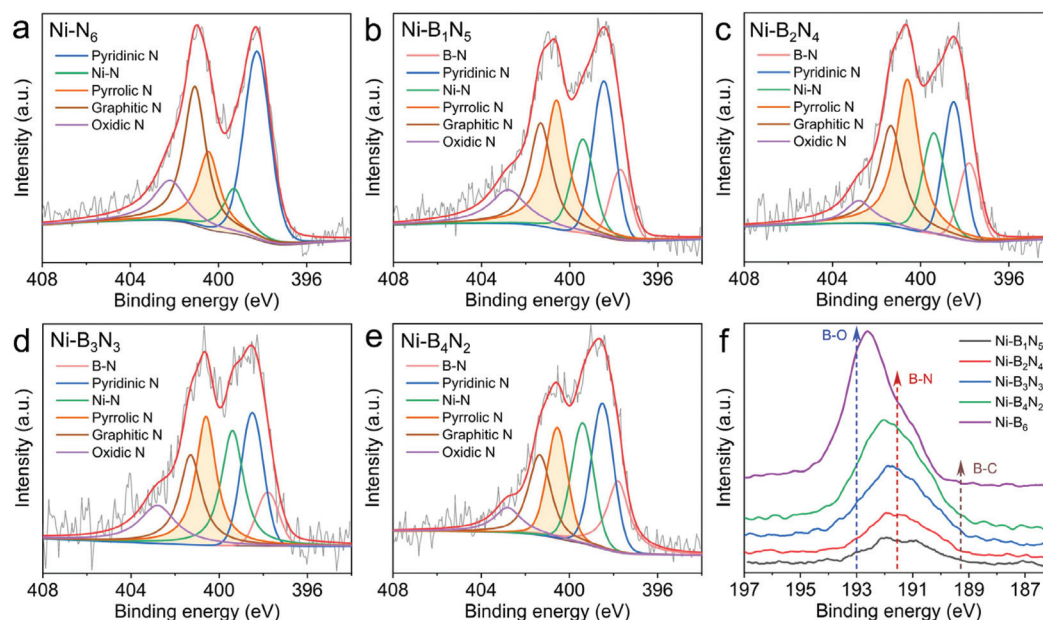 a
Ni-N₆
Pyridinic N
Ni-N
Pyrrolic N
Graphitic N
Oxidic N
Intensity (a.u.)
408 404 400 396
Binding energy (eV)
b
Ni-B₁N₅
B-N
Pyridinic N
Ni-N
Pyrrolic N
Graphitic N
Oxidic N
Intensity (a.u.)
408 404 400 396
Binding energy (eV)
c
Ni-B₂N₄
B-N
Pyridinic N
Ni-N
Pyrrolic N
Graphitic N
Oxidic N
Intensity (a.u.)
408 404 400 396
Binding energy (eV)
d
Ni-B₃N₃
B-N
Pyridinic N
Ni-N
Pyrrolic N
Graphitic N
Oxidic N
Intensity (a.u.)
408 404 400 396
Binding energy (eV)
e
Ni-B₄N₂
B-N
Pyridinic N
Ni-N
Pyrrolic N
Graphitic N
Oxidic N
Intensity (a.u.)
408 404 400 396
Binding energy (eV)
f
B-O
B-N
B-C
Ni-B₁N₅
Ni-B₂N₄
Ni-B₃N₃
Ni-B₄N₂
Ni-B₆
Intensity (a.u.)
197 195 193 191 189 187
Binding energy (eV)